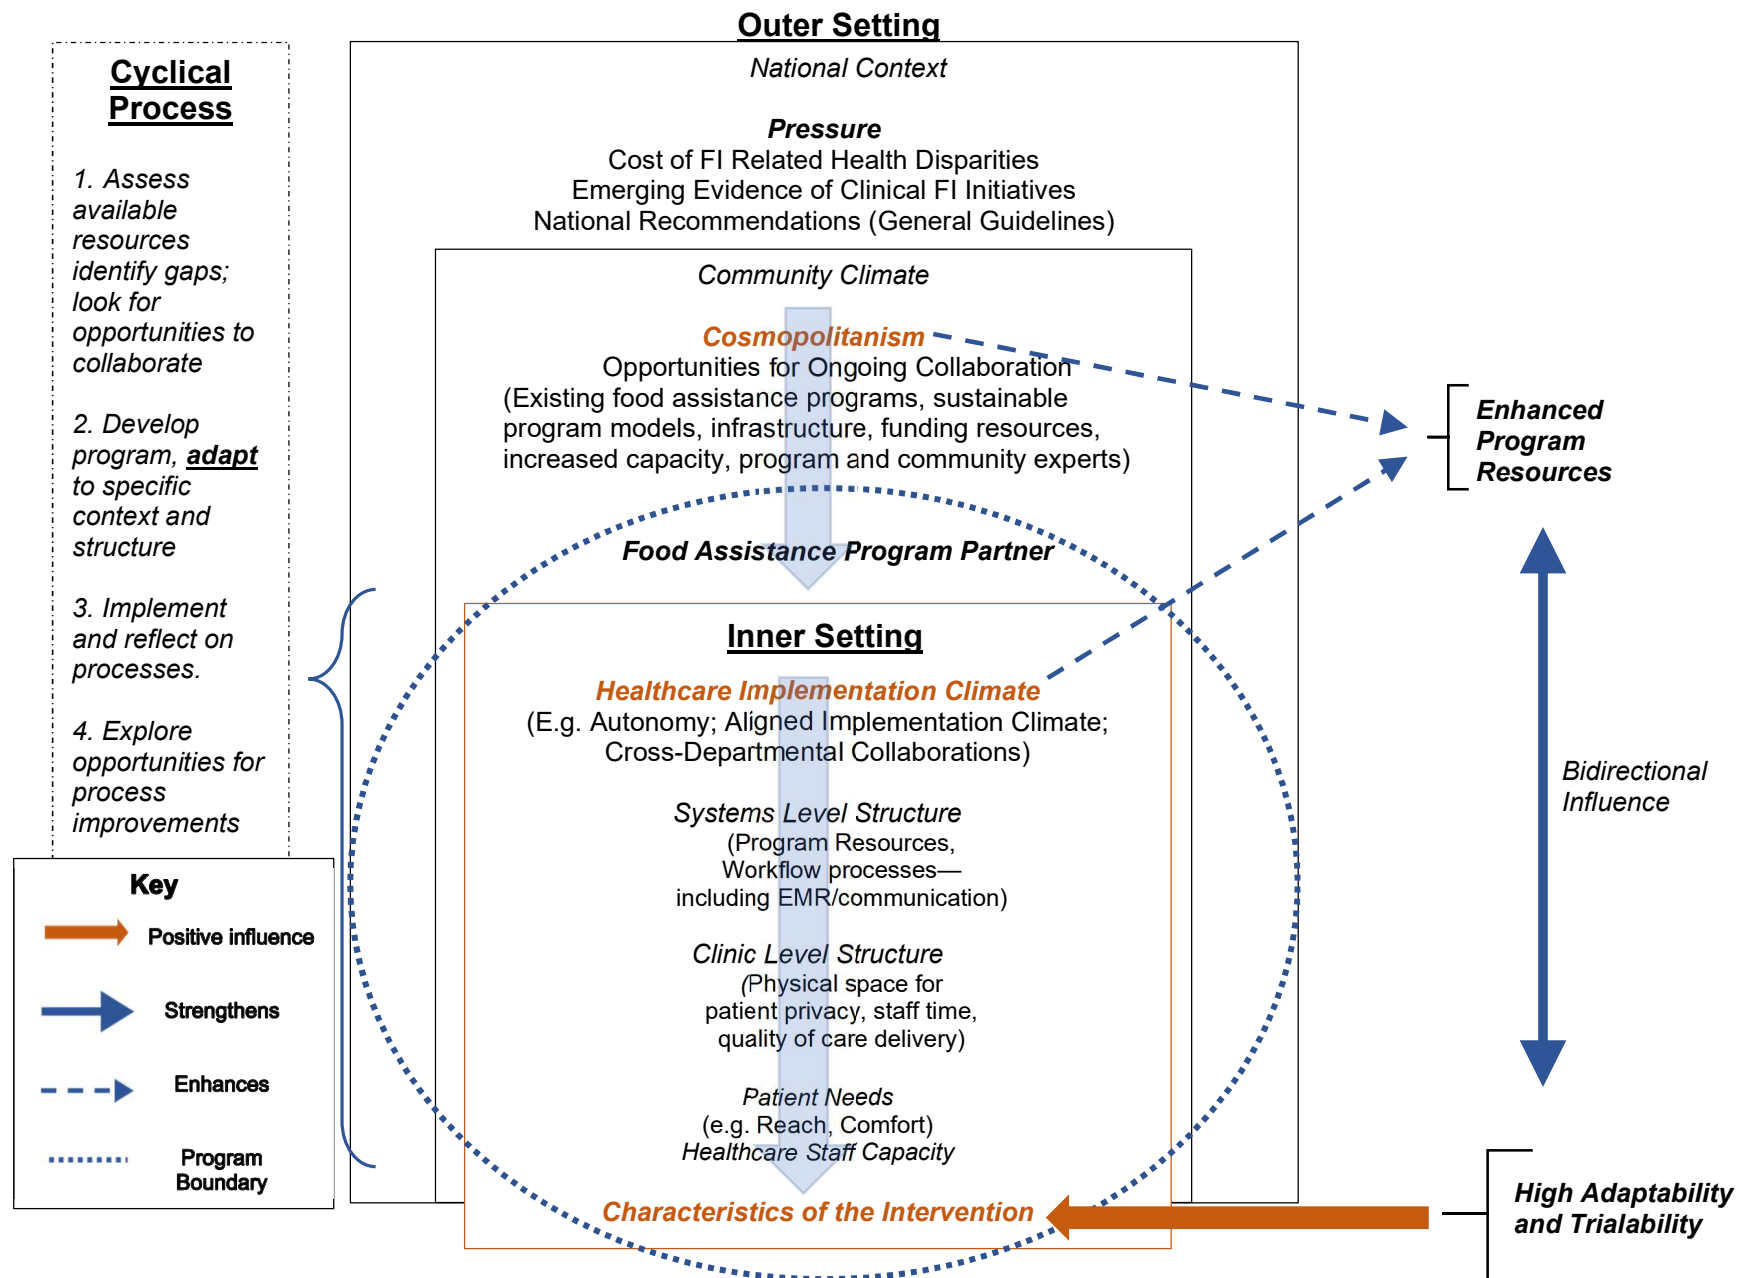 Outer Setting
Cyclical
Process
1. Assess
available
resources
identify gaps;
look for
opportunities to
collaborate
2. Develop
program, adapt
to specific
context and
structure
3. Implement
and reflect on
processes.
4. Explore
opportunities for
process
improvements
Key
Positive influence
Strengthens
Enhances
Program
Boundary
National Context
Pressure
Cost of FI Related Health Disparities
Emerging Evidence of Clinical FI Initiatives
National Recommendations (General Guidelines)
Community Climate
Cosmopolitanism
Opportunities for Ongoing Collaboration
(Existing food assistance programs, sustainable
program models, infrastructure, funding resources,
increased capacity, program and community experts)
Food Assistance Program Partner
Inner Setting
Healthcare Implementation Climate
(E.g. Autonomy; Aligned Implementation Climate;
Cross-Departmental Collaborations)
Systems Level Structure
(Program Resources,
Workflow processes—
including EMR/communication)
Clinic Level Structure
(Physical space for
patient privacy, staff time,
quality of care delivery)
Patient Needs
(e.g. Reach, Comfort)
Healthcare Staff Capacity
Characteristics of the Intervention
Enhanced
Program
Resources
Bidirectional
Influence
High Adaptability
and Trialability